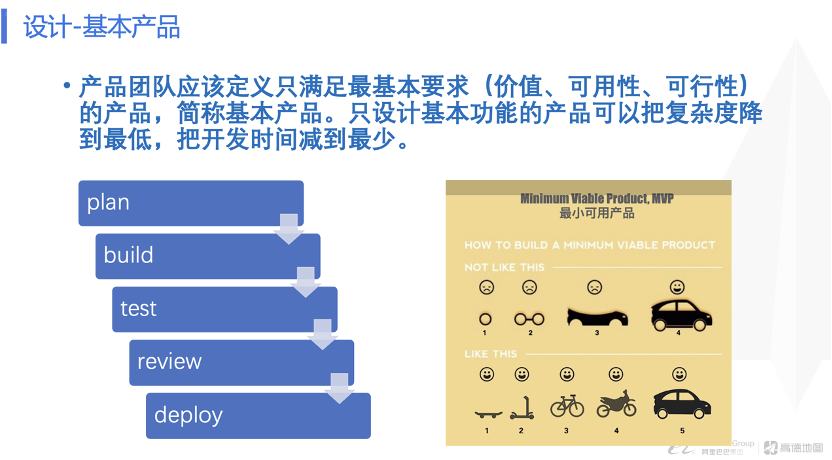 设计-基本产品
• 产品团队应该定义只满足最基本要求（价值、可用性、可行性）
的产品，简称基本产品。只设计基本功能的产品可以把复杂度降
到最低，把开发时间减到最少。
plan
build
test
review
deploy
Minimum Viable Product, MVP
最小可用产品
HOW TO BUILD A MINIMUM VIABLE PRODUCT
NOT LIKE THIS
1 2 3 4
LIKE THIS
1 2 3 4 5
Group
阿里巴巴集团
高德地图